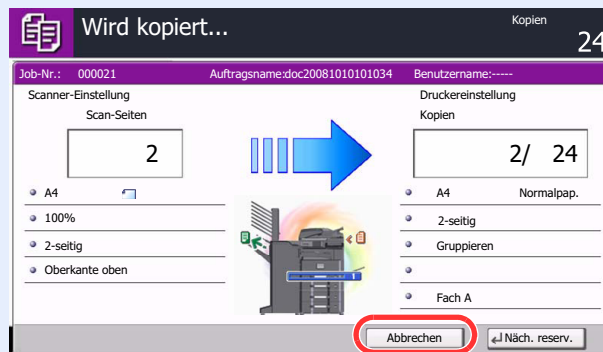 Wird kopiert...
Kopien
24
Job-Nr.: 000021 Auftragsname:doc20081010101034 Benutzername:-----
Scanner-Einstellung
Scan-Seiten
2
A4
100%
2-seitig
Oberkante oben
Druckereinstellung
Kopien
2/ 24
A4 Normalpap.
2-seitig
Gruppieren
Fach A
Abbrechen
Näch. reserv.